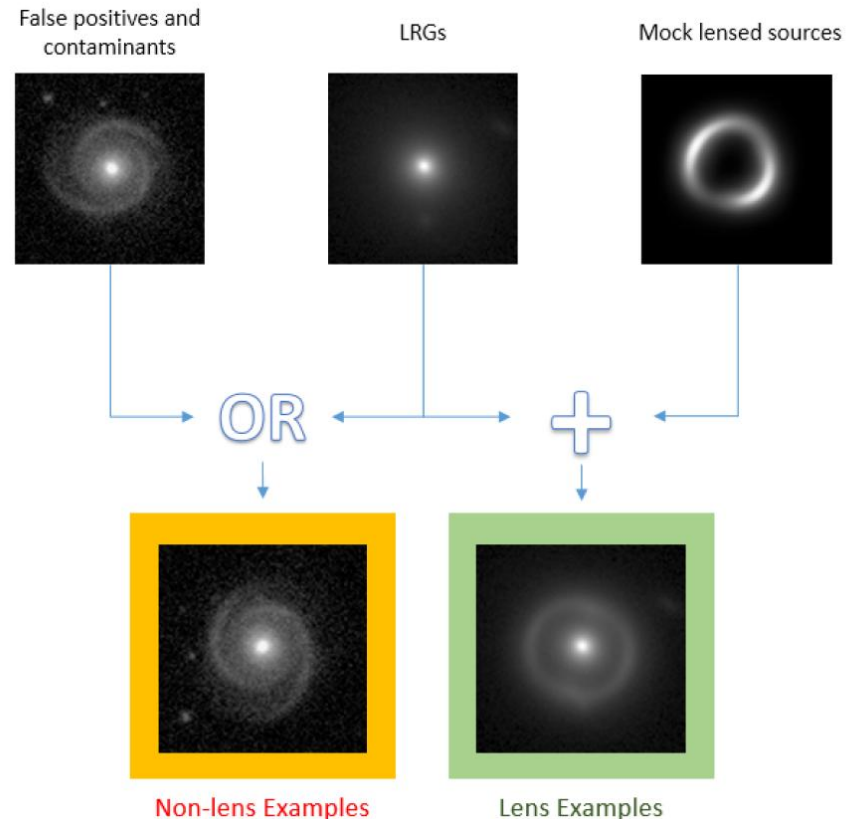 False positives and
contaminants
LRGs
Mock lensed sources
OR
+
Non-lens Examples
Lens Examples